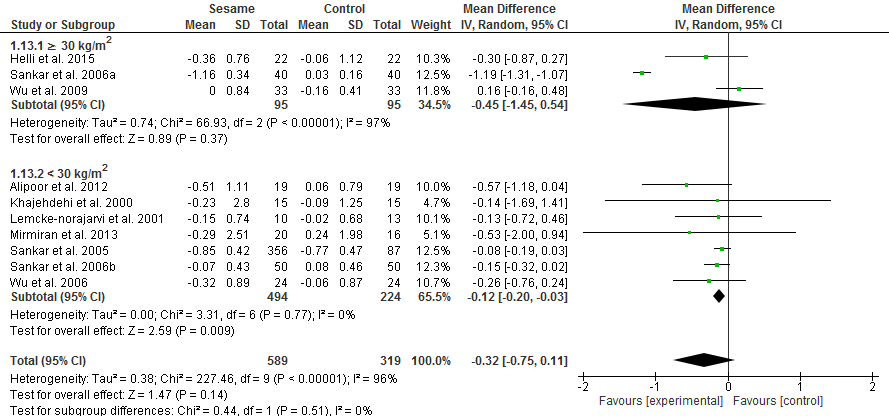 Sesame Control Mean Difference Mean Difference
Study or Subgroup Mean SD Total Mean SD Total Weight IV, Random, 95% CI IV, Random, 95% CI
1.13.1 ≥ 30 kg/m²
Helli et al. 2015 -0.36 0.76 22 -0.06 1.12 22 10.3% -0.30 [-0.87, 0.27]
Sankar et al. 2006a -1.16 0.34 40 0.03 0.16 40 12.4% -1.19 [-1.31, -1.07]
Wu et al. 2009 0 0.84 33 -0.16 0.41 33 11.8% 0.16 [-0.16, 0.48]
Subtotal (95% CI) 95 95 34.5% -0.45 [-1.45, 0.54]
Heterogeneity: Tau² = 0.74; Chi² = 66.93, df = 2 (P < 0.00001); I² = 97%
Test for overall effect: Z = 0.89 (P = 0.37)
1.13.2 < 30 kg/m²
Alipoor et al. 2012 -0.51 1.11 19 0.06 0.79 19 10.0% -0.57 [-1.18, 0.04]
Khajehdehi et al. 2000 -0.23 2.8 15 -0.09 1.25 15 4.7% -0.14 [-1.69, 1.41]
Lemcke-norajarvi et al. 2001 -0.15 0.74 10 -0.02 0.68 13 10.1% -0.13 [-0.72, 0.46]
Mirmiran et al. 2013 -0.29 2.51 20 0.24 1.98 16 5.0% -0.53 [-2.00, 0.94]
Sankar et al. 2005 -0.85 0.42 356 -0.77 0.47 87 12.5% -0.08 [-0.19, 0.03]
Sankar et al. 2006b -0.07 0.43 50 0.08 0.46 50 12.4% -0.15 [-0.32, 0.02]
Wu et al. 2006 -0.32 0.89 24 -0.06 0.87 24 10.7% -0.26 [-0.76, 0.24]
Subtotal (95% CI) 494 224 65.5% -0.12 [-0.20, -0.03]
Heterogeneity: Tau² = 0.00; Chi² = 3.31, df = 6 (P = 0.77); I² = 0%
Test for overall effect: Z = 2.59 (P = 0.009)
Total (95% CI) 589 319 100.0% -0.32 [-0.75, 0.11]
Heterogeneity: Tau² = 0.38; Chi² = 227.46, df = 9 (P < 0.00001); I² = 96%
Test for overall effect: Z = 1.47 (P = 0.14)
Test for subgroup differences: Chi² = 0.44, df = 1 (P = 0.51), I² = 0%
-2 -1 0 1 2
Favours [experimental] Favours [control]